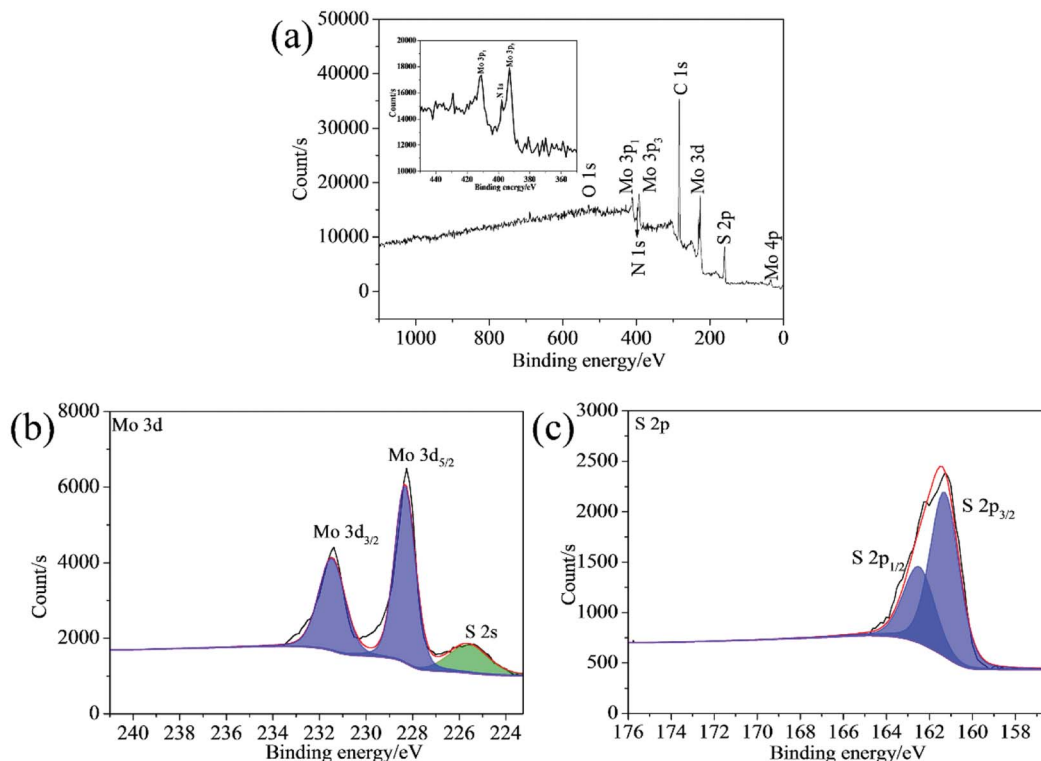 (a)
50000
40000
30000
20000
10000
0
Count/s
1000 800 600 400 200 0
Binding energy/eV
O 1s
Mo 3p₁
N 1s
Mo 3p₃
C 1s
Mo 3d
S 2p
Mo 4p
20000
18000
16000
14000
12000
10000
Count/s
440 420 400 380 360
Binding energy/eV
Mo 3p₁
N 1s
Mo 3p₃
(b)
Mo 3d
8000
6000
4000
2000
0
Count/s
Mo 3d₃/₂
Mo 3d₅/₂
S 2s
240 238 236 234 232 230 228 226 224
Binding energy/eV
(c)
S 2p
3000
2500
2000
1500
1000
500
0
Count/s
S 2p₁/₂
S 2p₃/₂
176 174 172 170 168 166 164 162 160 158
Binding energy/eV